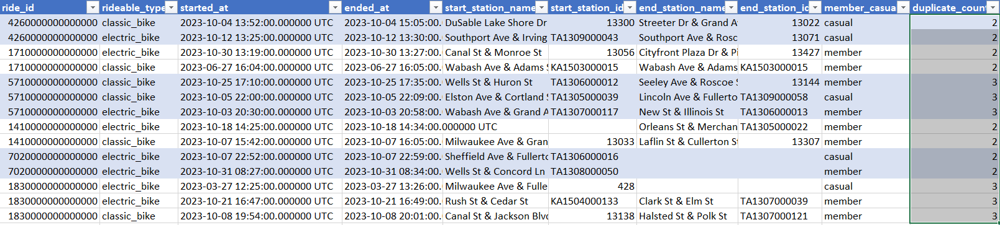 ride_id rideable_type started_at ended_at start_station_name start_station_id end_station_name end_station_id member_casua duplicate_count
4260000000000000 classic_bike 2023-10-04 13:52:00.000000 UTC 2023-10-04 15:05:00. DuSable Lake Shore Dr 13300 Streeter Dr & Grand A 13022 casual 2
4260000000000000 electric_bike 2023-10-12 13:25:00.000000 UTC 2023-10-12 13:30:00. Southport Ave & Irving TA1309000043 Southport Ave & Rosc 13071 casual 2
1710000000000000 electric_bike 2023-10-30 13:19:00.000000 UTC 2023-10-30 13:27:00. Canal St & Monroe St 13056 Cityfront Plaza Dr & Pi 13427 member 2
1710000000000000 classic_bike 2023-06-27 16:04:00.000000 UTC 2023-06-27 16:05:00. Wabash Ave & Adams S KA1503000015 Wabash Ave & Adams KA1503000015 member 2
5710000000000000 classic_bike 2023-10-25 17:10:00.000000 UTC 2023-10-25 17:35:00. Wells St & Huron St TA1306000012 Seeley Ave & Roscoe S 13144 member 3
5710000000000000 classic_bike 2023-10-05 22:00:00.000000 UTC 2023-10-05 22:09:00. Elston Ave & Cortland S TA1305000039 Lincoln Ave & Fullerto TA1309000058 casual 3
5710000000000000 electric_bike 2023-10-03 20:30:00.000000 UTC 2023-10-03 20:58:00. Wabash Ave & Grand A TA1307000117 New St & Illinois St TA1306000013 member 3
1410000000000000 electric_bike 2023-10-18 14:25:00.000000 UTC 2023-10-18 14:34:00.000000 UTC Orleans St & Merchan TA1305000022 member 2
1410000000000000 classic_bike 2023-10-07 15:42:00.000000 UTC 2023-10-07 16:05:00. Milwaukee Ave & Gran 13033 Laflin St & Cullerton St 13307 member 2
7020000000000000 electric_bike 2023-10-07 22:52:00.000000 UTC 2023-10-07 22:59:00. Sheffield Ave & Fullerto TA1306000016 casual 2
7020000000000000 electric_bike 2023-10-31 08:27:00.000000 UTC 2023-10-31 08:34:00. Wells St & Concord Ln TA1308000050 member 2
1830000000000000 electric_bike 2023-03-27 12:25:00.000000 UTC 2023-03-27 13:26:00. Milwaukee Ave & Fulle 428 casual 3
1830000000000000 electric_bike 2023-10-21 16:47:00.000000 UTC 2023-10-21 16:49:00. Rush St & Cedar St KA1504000133 Clark St & Elm St TA1307000039 member 3
1830000000000000 classic_bike 2023-10-08 19:54:00.000000 UTC 2023-10-08 20:01:00. Canal St & Jackson Blvd 13138 Halsted St & Polk St TA1307000121 member 3